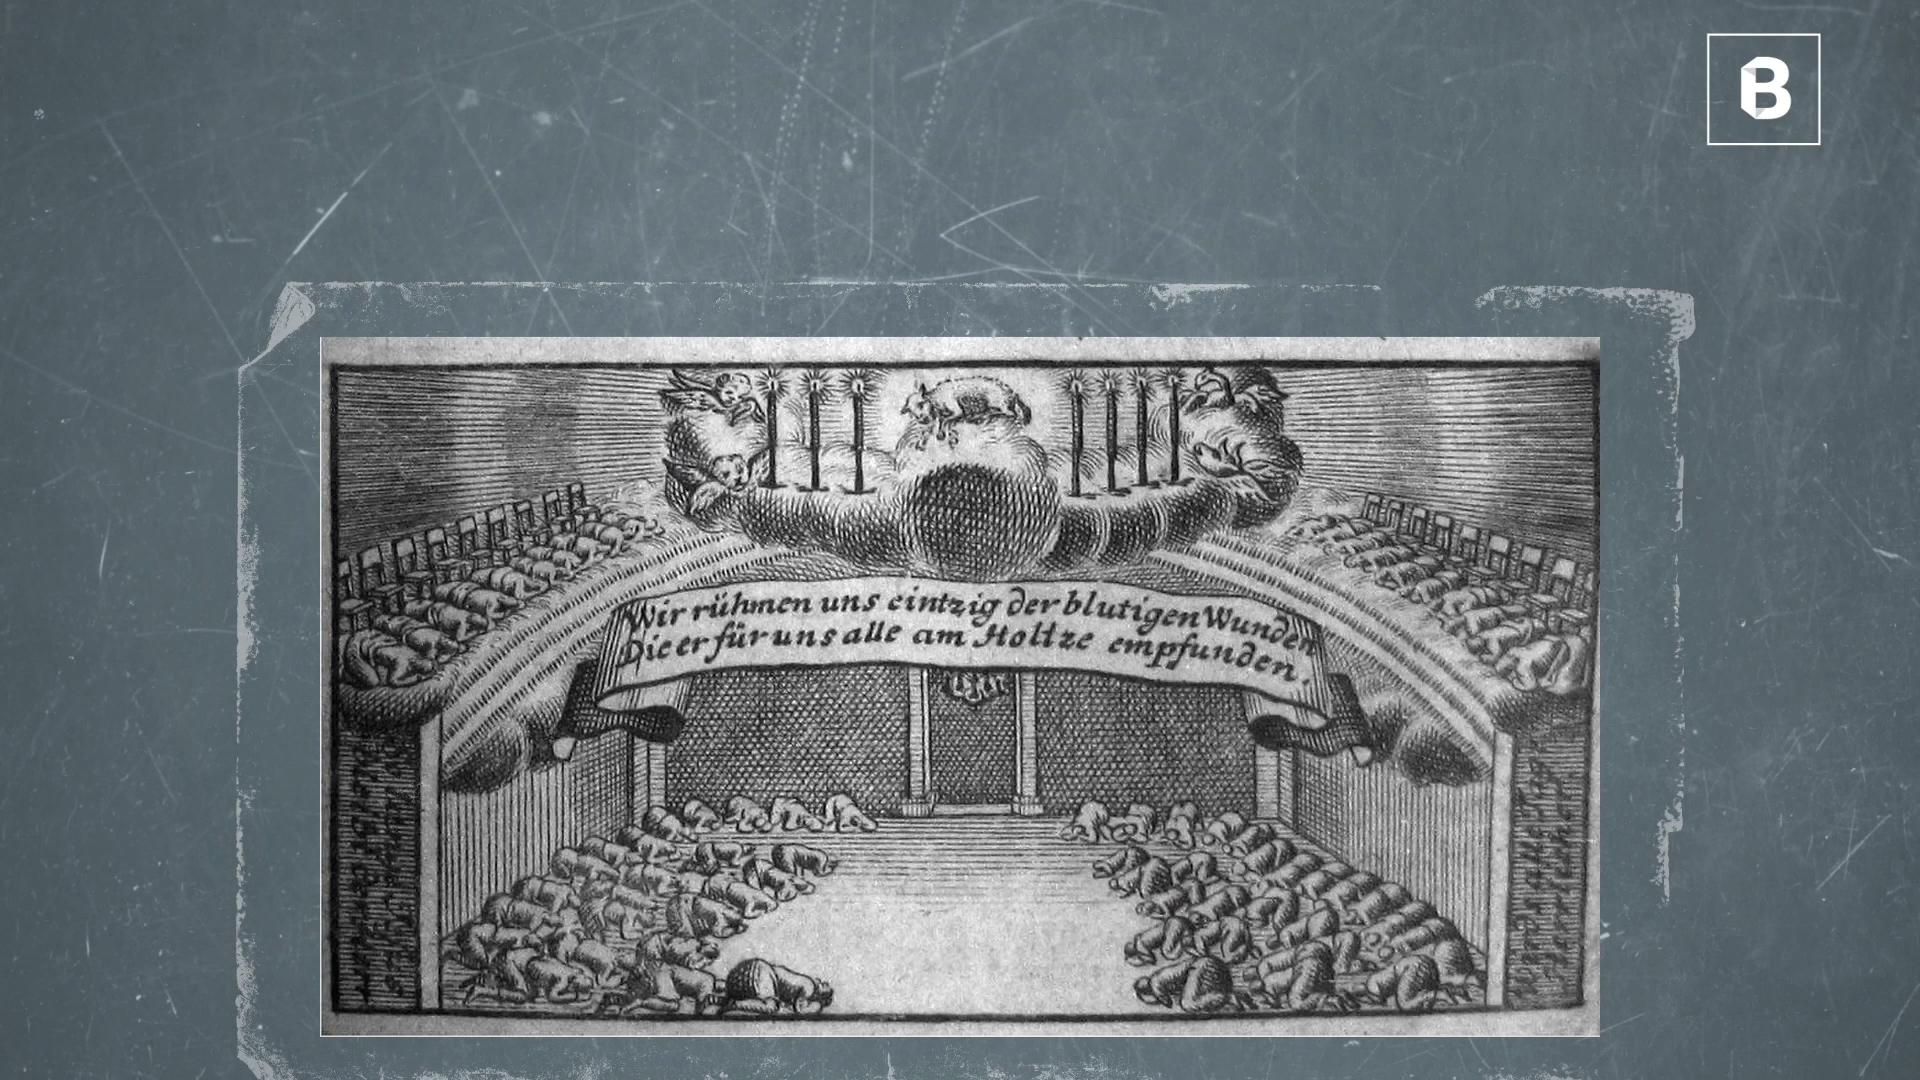 B
Wir rühmen uns eintzig der blutigen Wunden
Die er für uns alle am Holtze empfunden.